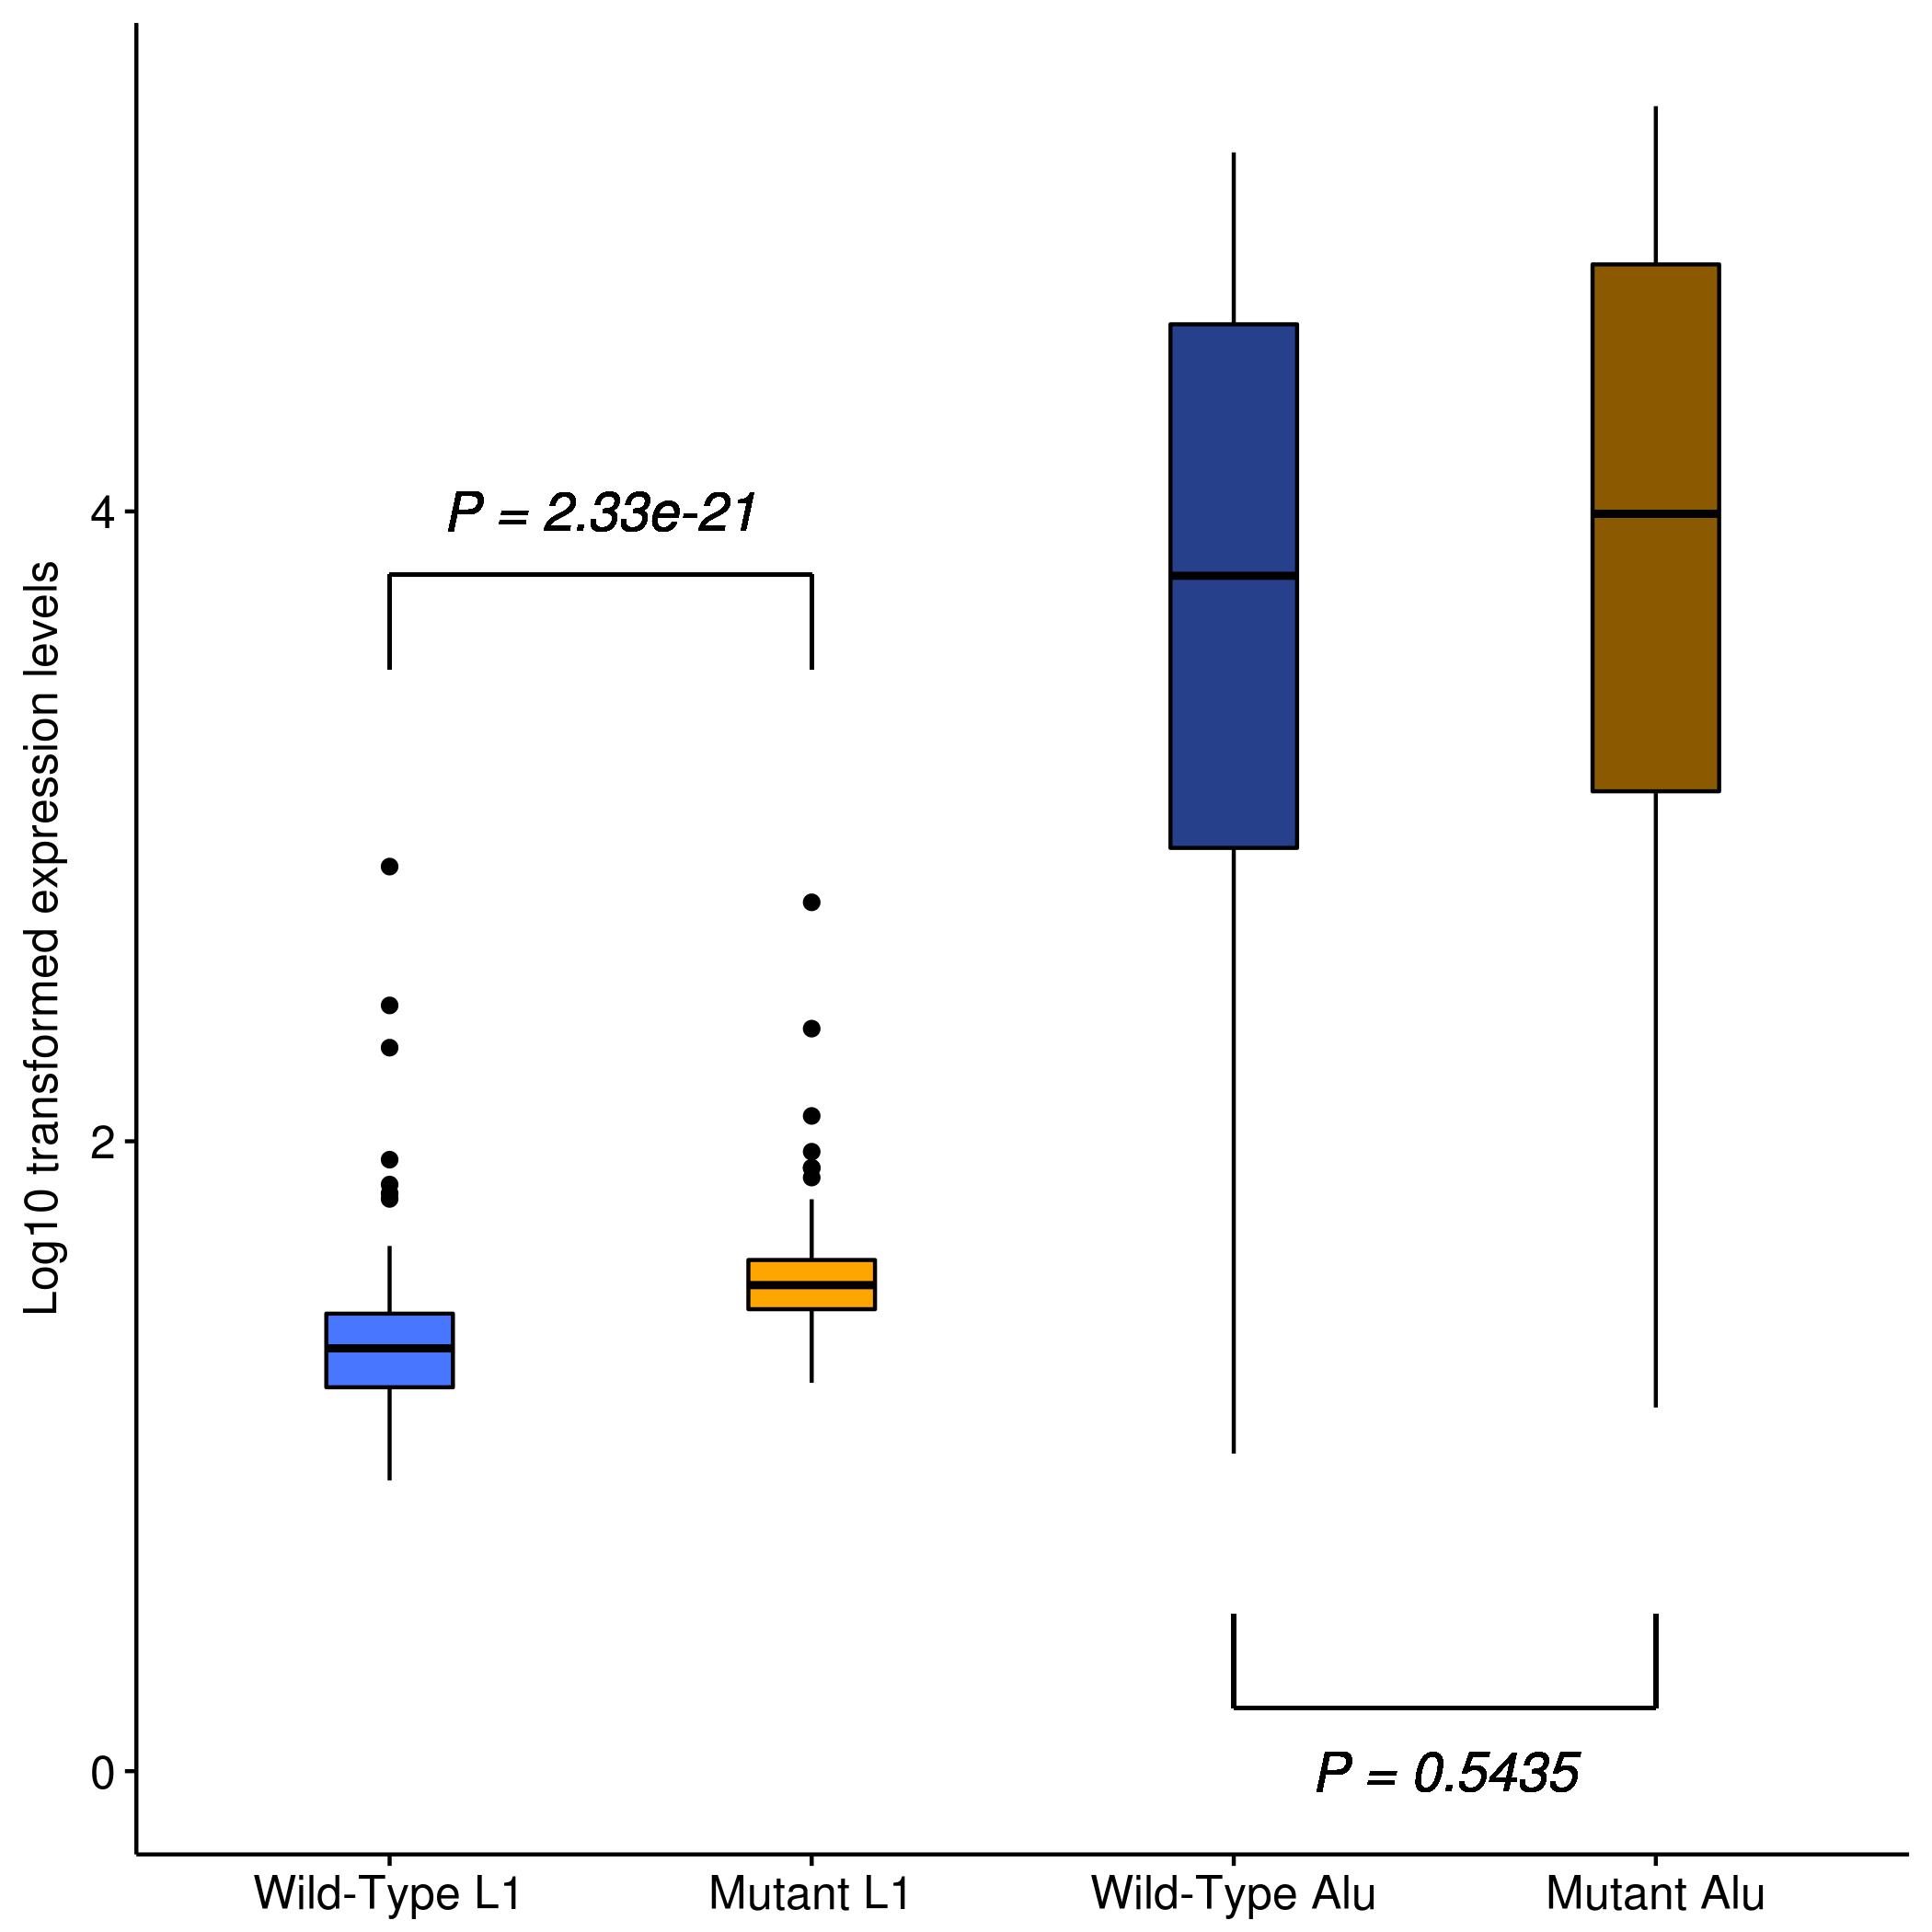 Log10 transformed expression levels
4
2
0
P = 2.33e-21
P = 0.5435
Wild-Type L1
Mutant L1
Wild-Type Alu
Mutant Alu